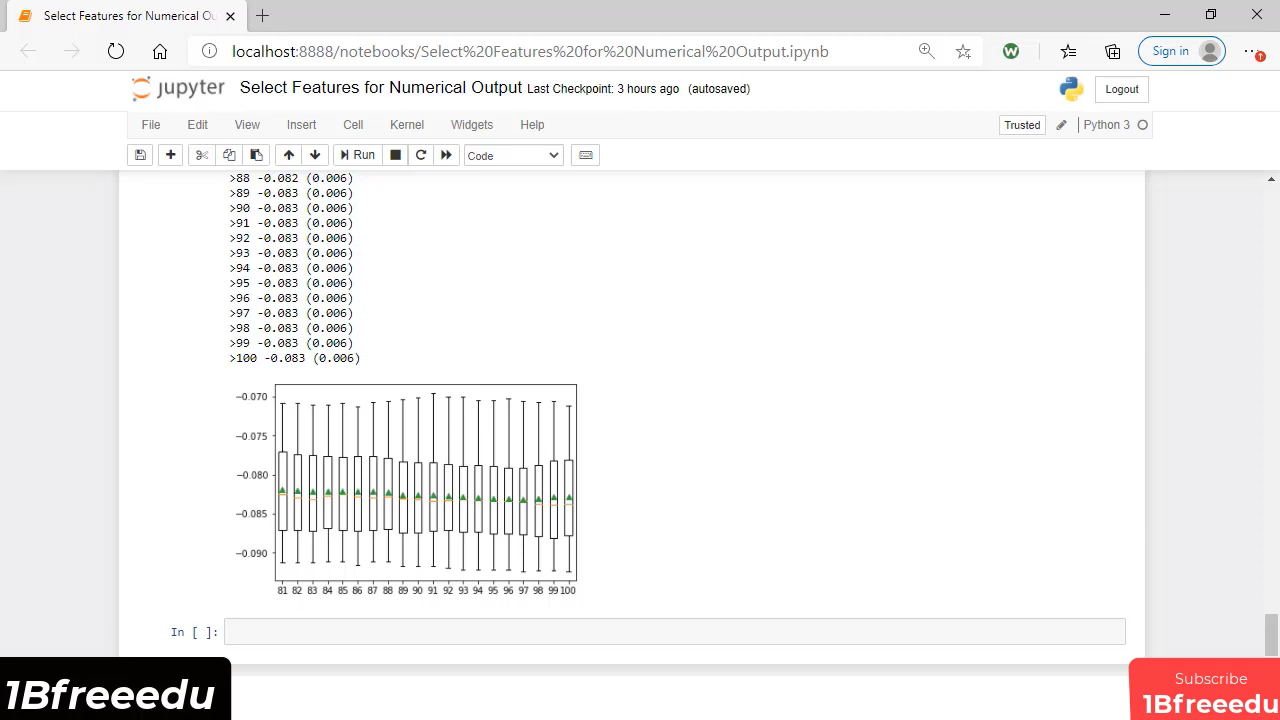 Select Features for Numerical Ou
localhost:8888/notebooks/Select%20Features%20for%20Numerical%20Output.ipynb
W
Sign in
jupyter
Select Features for Numerical Output Last Checkpoint: 3 hours ago (autosaved)
Logout
File Edit View Insert Cell Kernel Widgets Help
Trusted
Python 3
Run
Code
>88 -0.082 (0.006)
>89 -0.083 (0.006)
>90 -0.083 (0.006)
>91 -0.083 (0.006)
>92 -0.083 (0.006)
>93 -0.083 (0.006)
>94 -0.083 (0.006)
>95 -0.083 (0.006)
>96 -0.083 (0.006)
>97 -0.083 (0.006)
>98 -0.083 (0.006)
>99 -0.083 (0.006)
>100 -0.083 (0.006)
−0.070
−0.075
−0.080
−0.085
−0.090
81 82 83 84 85 86 87 88 89 90 91 92 93 94 95 96 97 98 99 100
In [ ]:
1Bfreeedu
Subscribe
1Bfreeedu